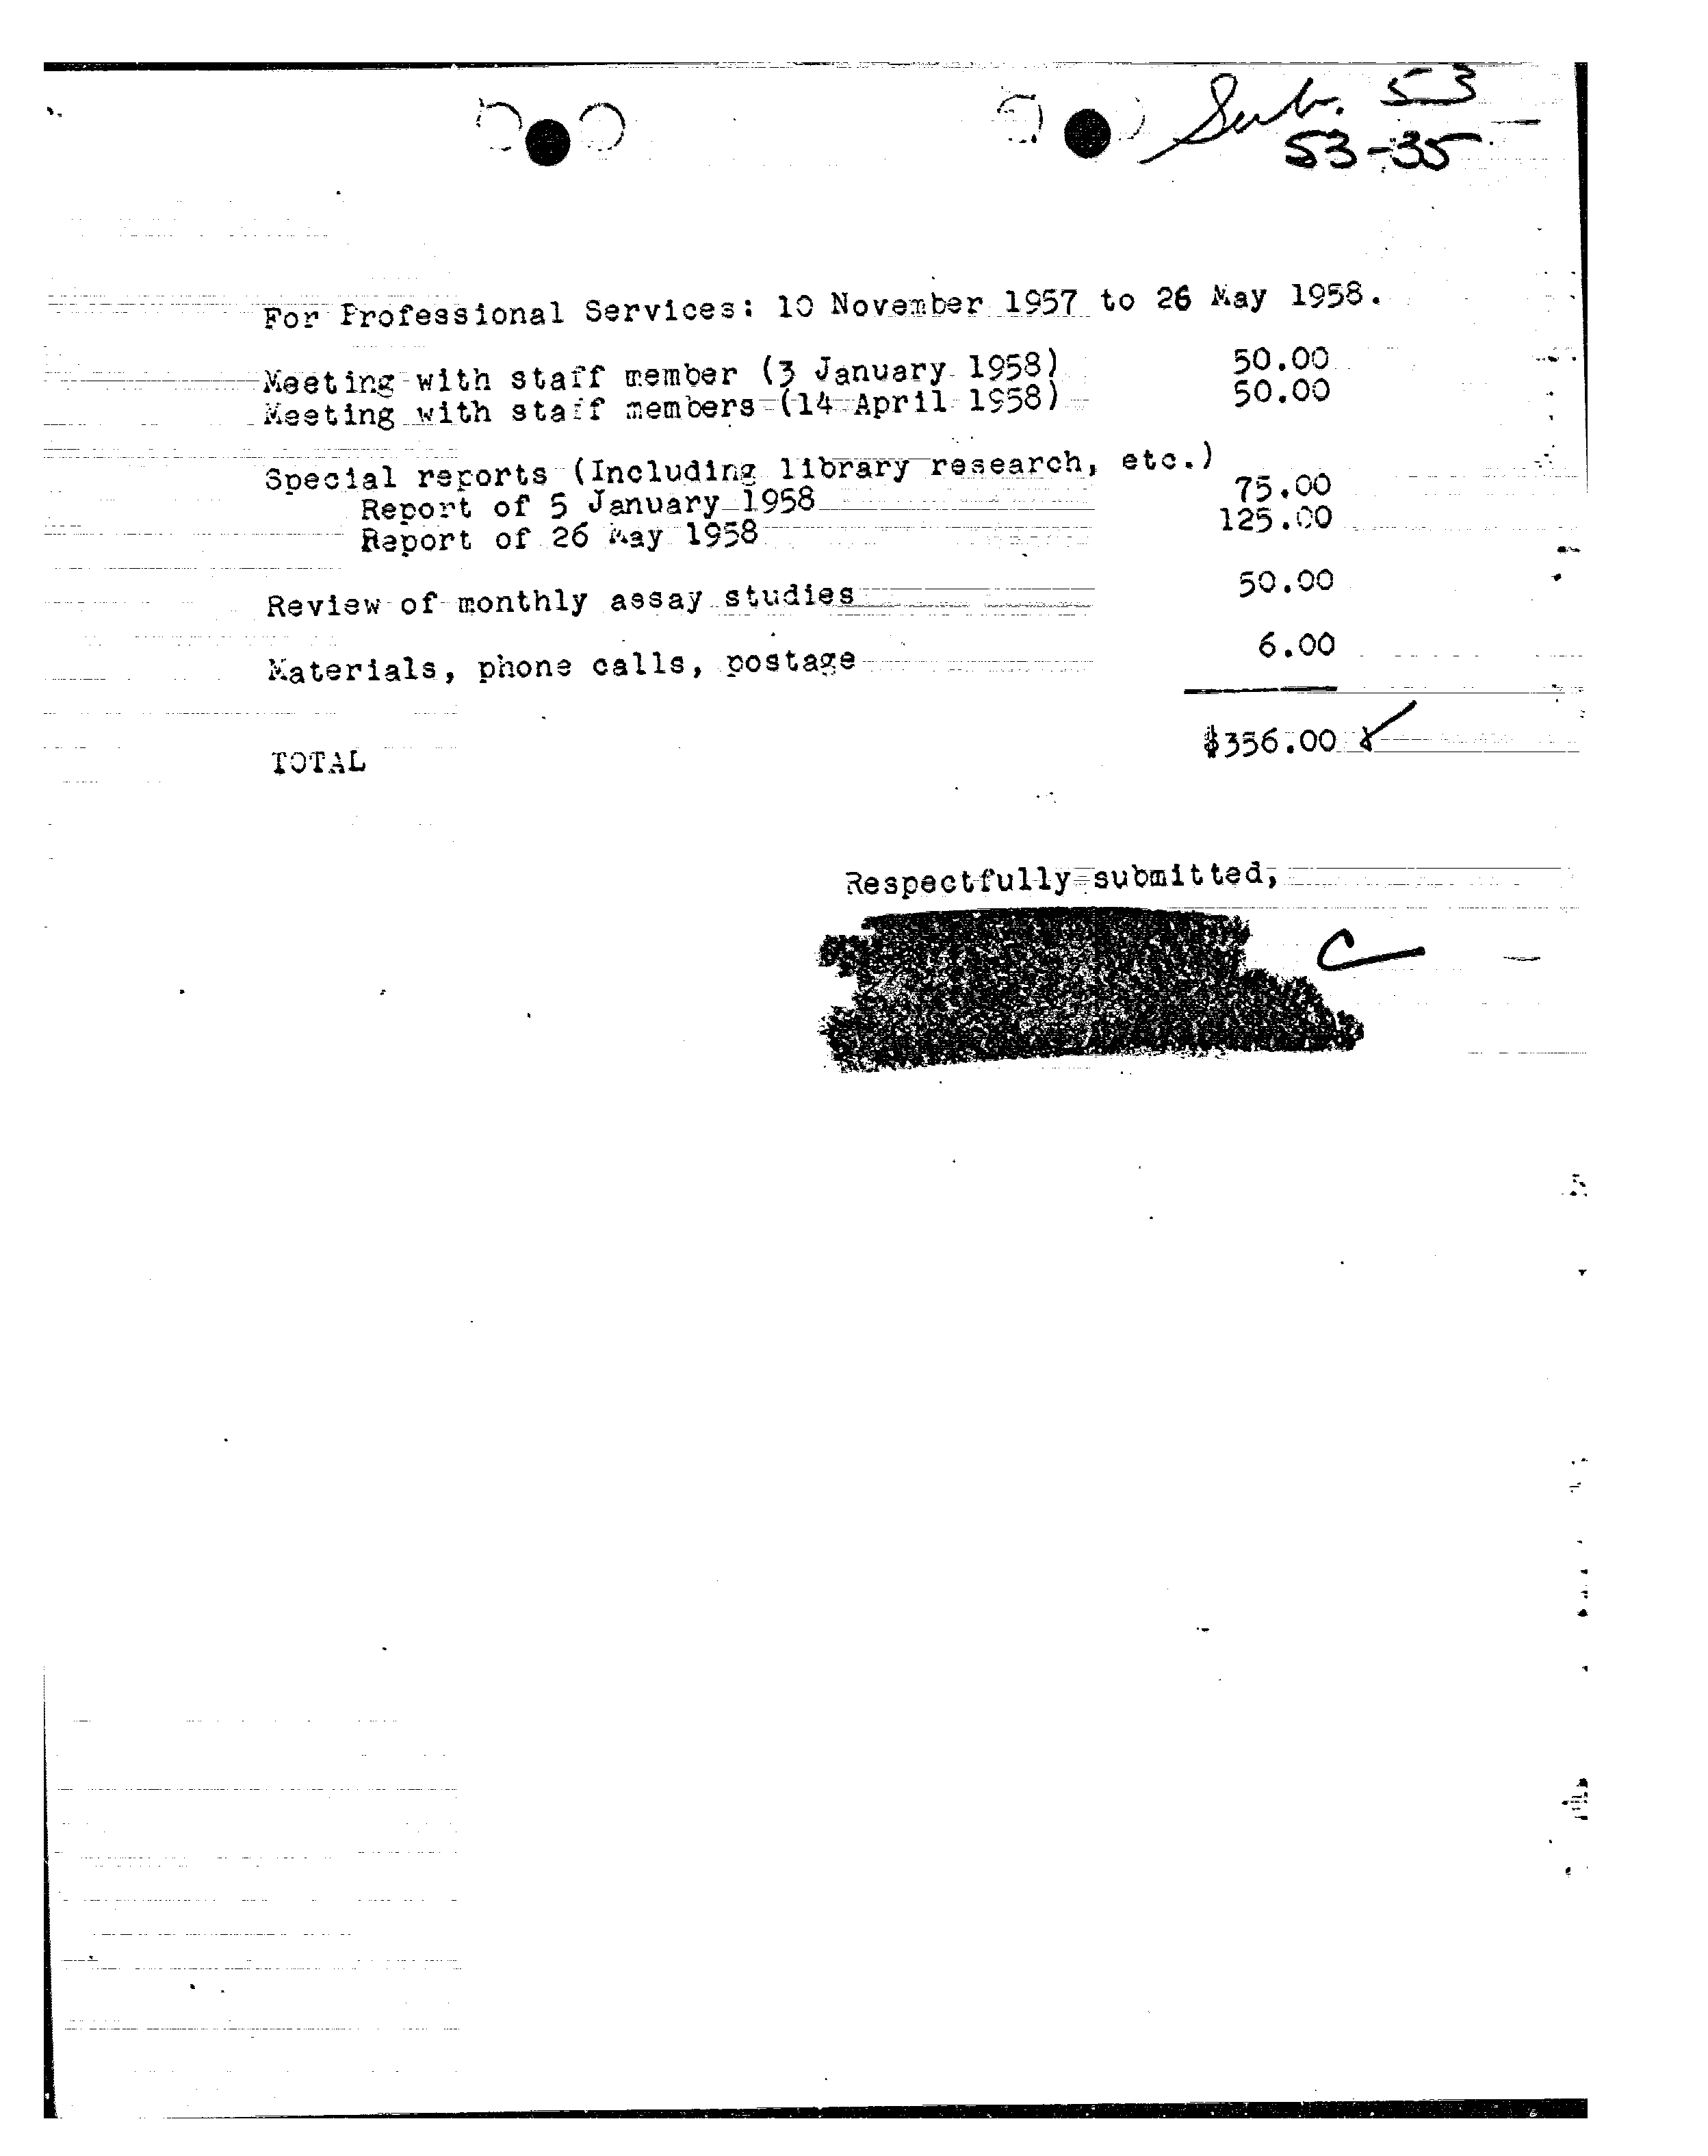 Sub. 53
53-35
For Professional Services: 10 November 1957 to 26 May 1958.
Meeting with staff member (3 January 1958) 50.00
Meeting with staff members (14 April 1958) 50.00
Special reports (Including library research, etc.)
Report of 5 January 1958 75.00
Report of 26 May 1958 125.00
Review of monthly assay studies 50.00
Materials, phone calls, postage 6.00
TOTAL $356.00
Respectfully submitted,
C